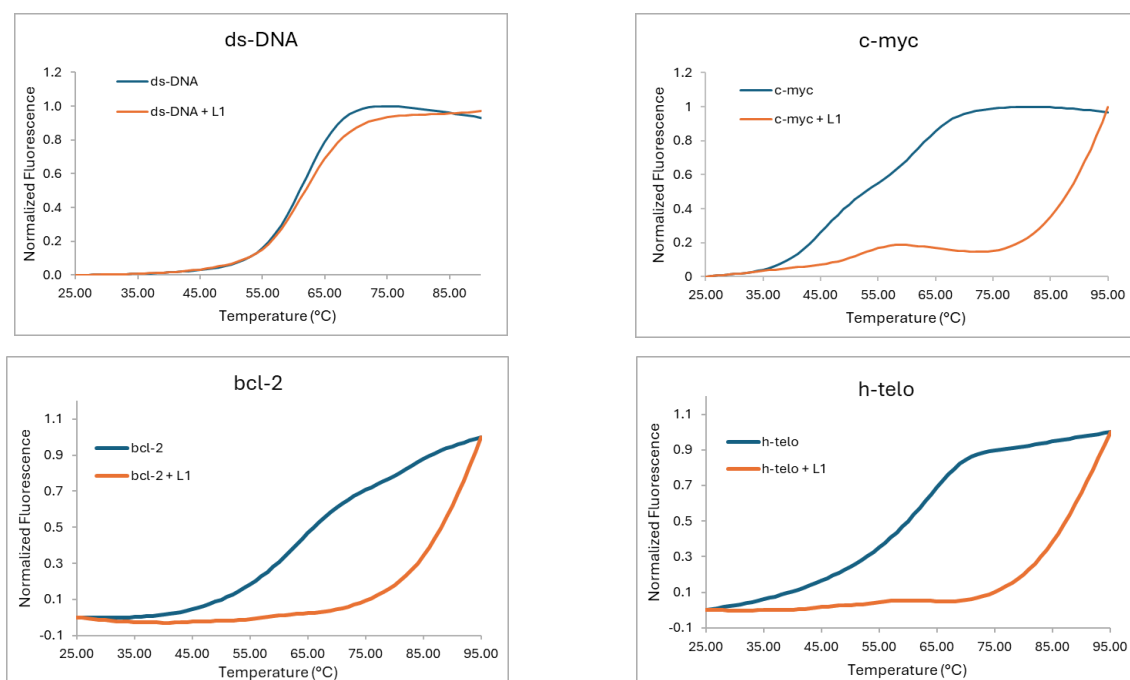 ds-DNA
Normalized Fluorescence
1.2
1.0
0.8
0.6
0.4
0.2
0.0
ds-DNA
ds-DNA + L1
25.00 35.00 45.00 55.00 65.00 75.00 85.00
Temperature (°C)
c-myc
Normalized Fluorescence
1.2
1
0.8
0.6
0.4
0.2
0
c-myc
c-myc + L1
25.00 35.00 45.00 55.00 65.00 75.00 85.00 95.00
Temperature (°C)
bcl-2
Normalized Fluorescence
1.1
0.9
0.7
0.5
0.3
0.1
-0.1
bcl-2
bcl-2 + L1
25.00 35.00 45.00 55.00 65.00 75.00 85.00 95.00
Temperature (°C)
h-telo
Normalized Fluorescence
1.1
0.9
0.7
0.5
0.3
0.1
-0.1
h-telo
h-telo + L1
25.00 35.00 45.00 55.00 65.00 75.00 85.00 95.00
Temperature (°C)